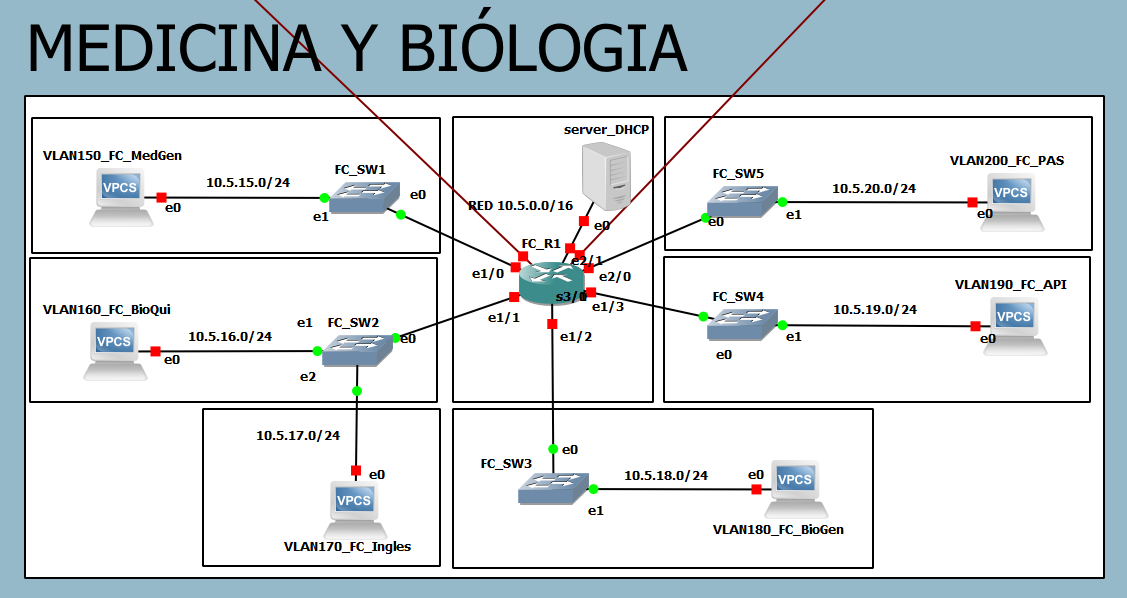 MEDICINA Y BIÓLOGIA
server_DHCP
VLAN150_FC_MedGen
VPCS
e0
10.5.15.0/24
e1
FC_SW1
e0
RED 10.5.0.0/16
e0
FC_R1
e2/1
e1/0
e2/0
s3/0
e1/3
e1/1
e1/2
FC_SW5
e0
e1
10.5.20.0/24
VLAN200_FC_PAS
VPCS
e0
VLAN160_FC_BioQui
VPCS
e0
10.5.16.0/24
e1
FC_SW2
e0
e2
FC_SW4
e0
e1
10.5.19.0/24
VLAN190_FC_API
VPCS
e0
10.5.17.0/24
e0
VPCS
VLAN170_FC_Ingles
e0
FC_SW3
e1
10.5.18.0/24
e0
VPCS
VLAN180_FC_BioGen